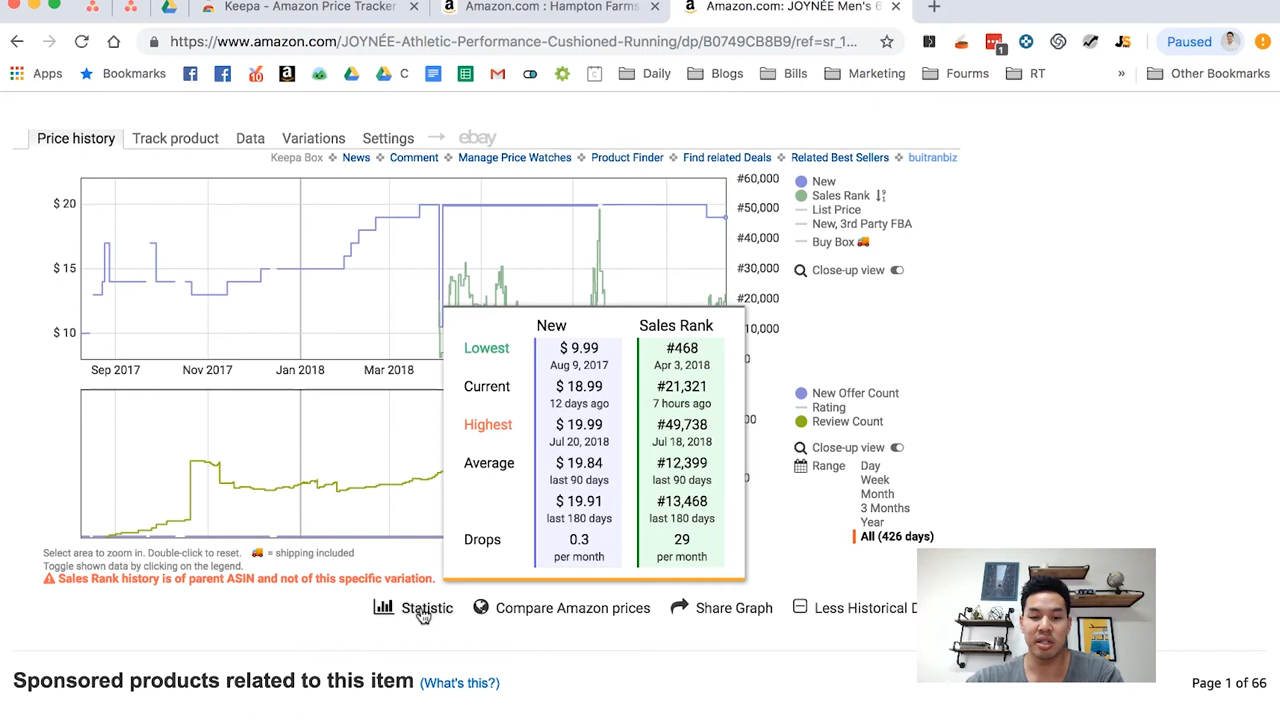 Keepa - Amazon Price Tracker
Amazon.com : Hampton Farms
Amazon.com: JOYNÉE Men's 6
https://www.amazon.com/JOYNÉE-Athletic-Performance-Cushioned-Running/dp/B0749CB8B9/ref=sr_1...
Paused
Apps
Bookmarks
C
Daily
Blogs
Bills
Marketing
Fourms
RT
»
Other Bookmarks
Price history
Track product
Data
Variations
Settings
ebay
Keepa Box
News
Comment
Manage Price Watches
Product Finder
Find related Deals
Related Best Sellers
buitranbiz
$ 20
$ 15
$ 10
#60,000
#50,000
#40,000
#30,000
#20,000
Sep 2017
Nov 2017
Jan 2018
Mar 2018
New
Sales Rank
List Price
New, 3rd Party FBA
Buy Box
Close-up view
New Sales Rank
Lowest $ 9.99 #468
Aug 9, 2017 Apr 3, 2018
Current $ 18.99 #21,321
12 days ago 7 hours ago
Highest $ 19.99 #49,738
Jul 20, 2018 Jul 18, 2018
Average $ 19.84 #12,399
last 90 days last 90 days
$ 19.91 #13,468
last 180 days last 180 days
Drops 0.3 29
per month per month
New Offer Count
Rating
Review Count
Close-up view
Range
Day
Week
Month
3 Months
Year
All (426 days)
Select area to zoom in. Double-click to reset. = shipping included
Toggle shown data by clicking on the legend.
Sales Rank history is of parent ASIN and not of this specific variation.
Statistic
Compare Amazon prices
Share Graph
Less Historical D
Sponsored products related to this item (What's this?)
Page 1 of 66